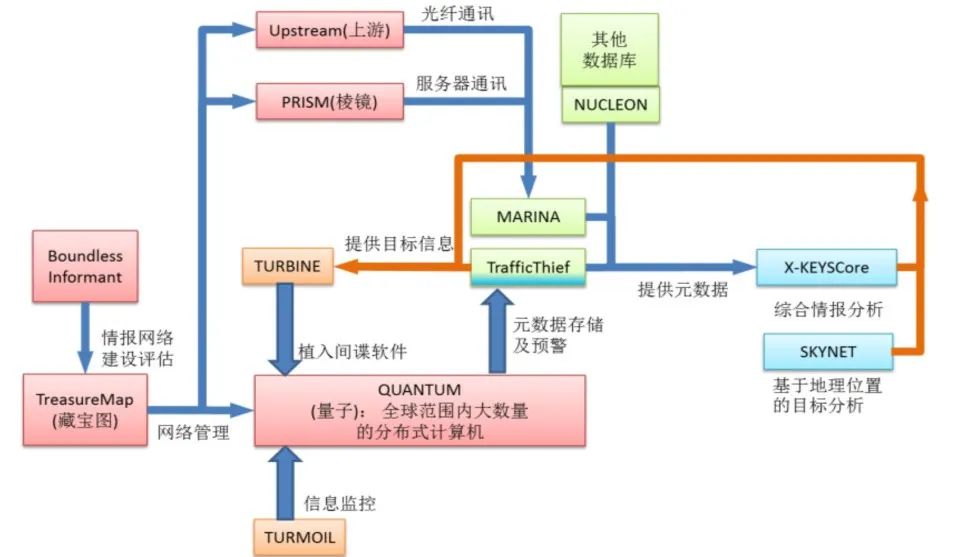 Upstream(上游)
光纤通讯
其他
数据库
PRISM(棱镜)
服务器通讯
NUCLEON
MARINA
Boundless
Informant
TURBINE
提供目标信息
TrafficThief
提供元数据
X-KEYSCore
综合情报分析
情报网络
建设评估
植入间谍软件
元数据存储
及预警
SKYNET
基于地理位置
的目标分析
TreasureMap
(藏宝图)
网络管理
QUANTUM
(量子)： 全球范围内大数量
的分布式计算机
信息监控
TURMOIL